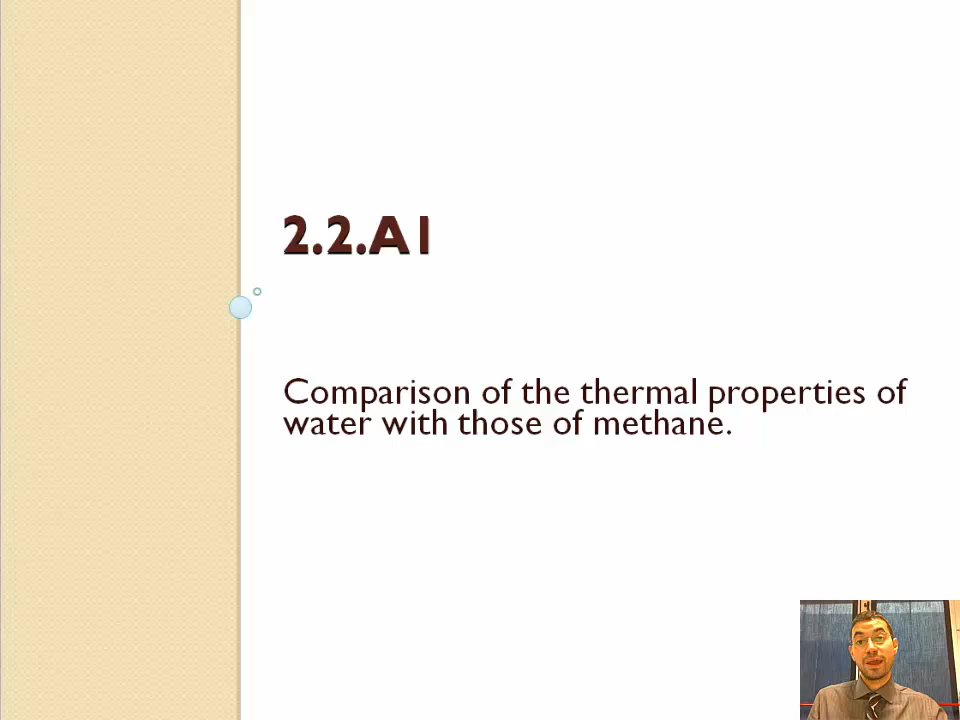 2.2.A1
Comparison of the thermal properties of
water with those of methane.